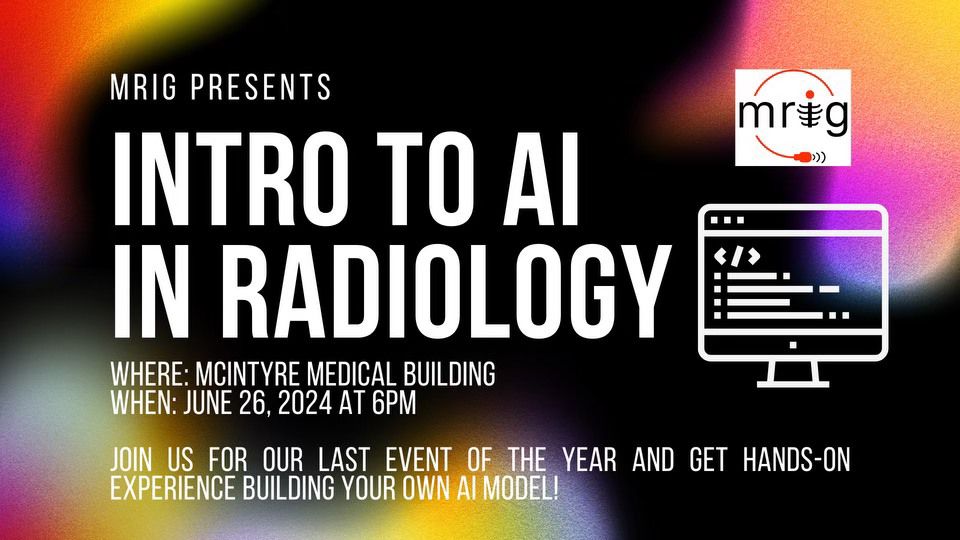 MRIG PRESENTS
mrig
INTRO TO AI
IN RADIOLOGY
</>
WHERE: MCINTYRE MEDICAL BUILDING
WHEN: JUNE 26, 2024 AT 6PM
JOIN US FOR OUR LAST EVENT OF THE YEAR AND GET HANDS-ON
EXPERIENCE BUILDING YOUR OWN AI MODEL!